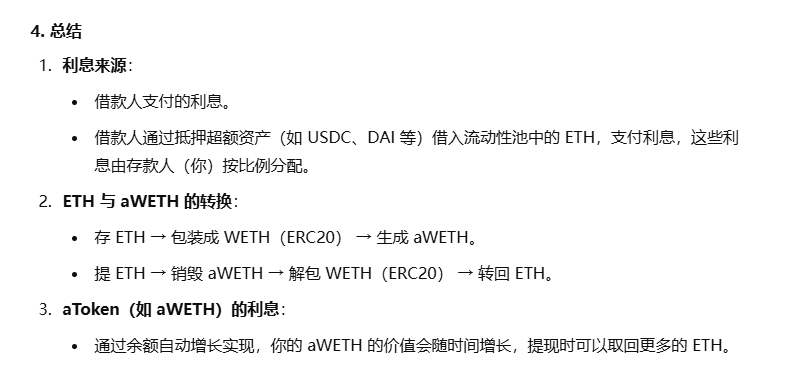 4. 总结
1. 利息来源：
• 借款人支付的利息。
• 借款人通过抵押超额资产（如 USDC、DAI 等）借入流动性池中的 ETH，支付利息，这些利
息由存款人（你）按比例分配。
2. ETH 与 aWETH 的转换：
• 存 ETH → 包装成 WETH（ERC20） → 生成 aWETH。
• 提 ETH → 销毁 aWETH → 解包 WETH（ERC20） → 转回 ETH。
3. aToken（如 aWETH）的利息：
• 通过余额自动增长实现，你的 aWETH 的价值会随时间增长，提现时可以取回更多的 ETH。